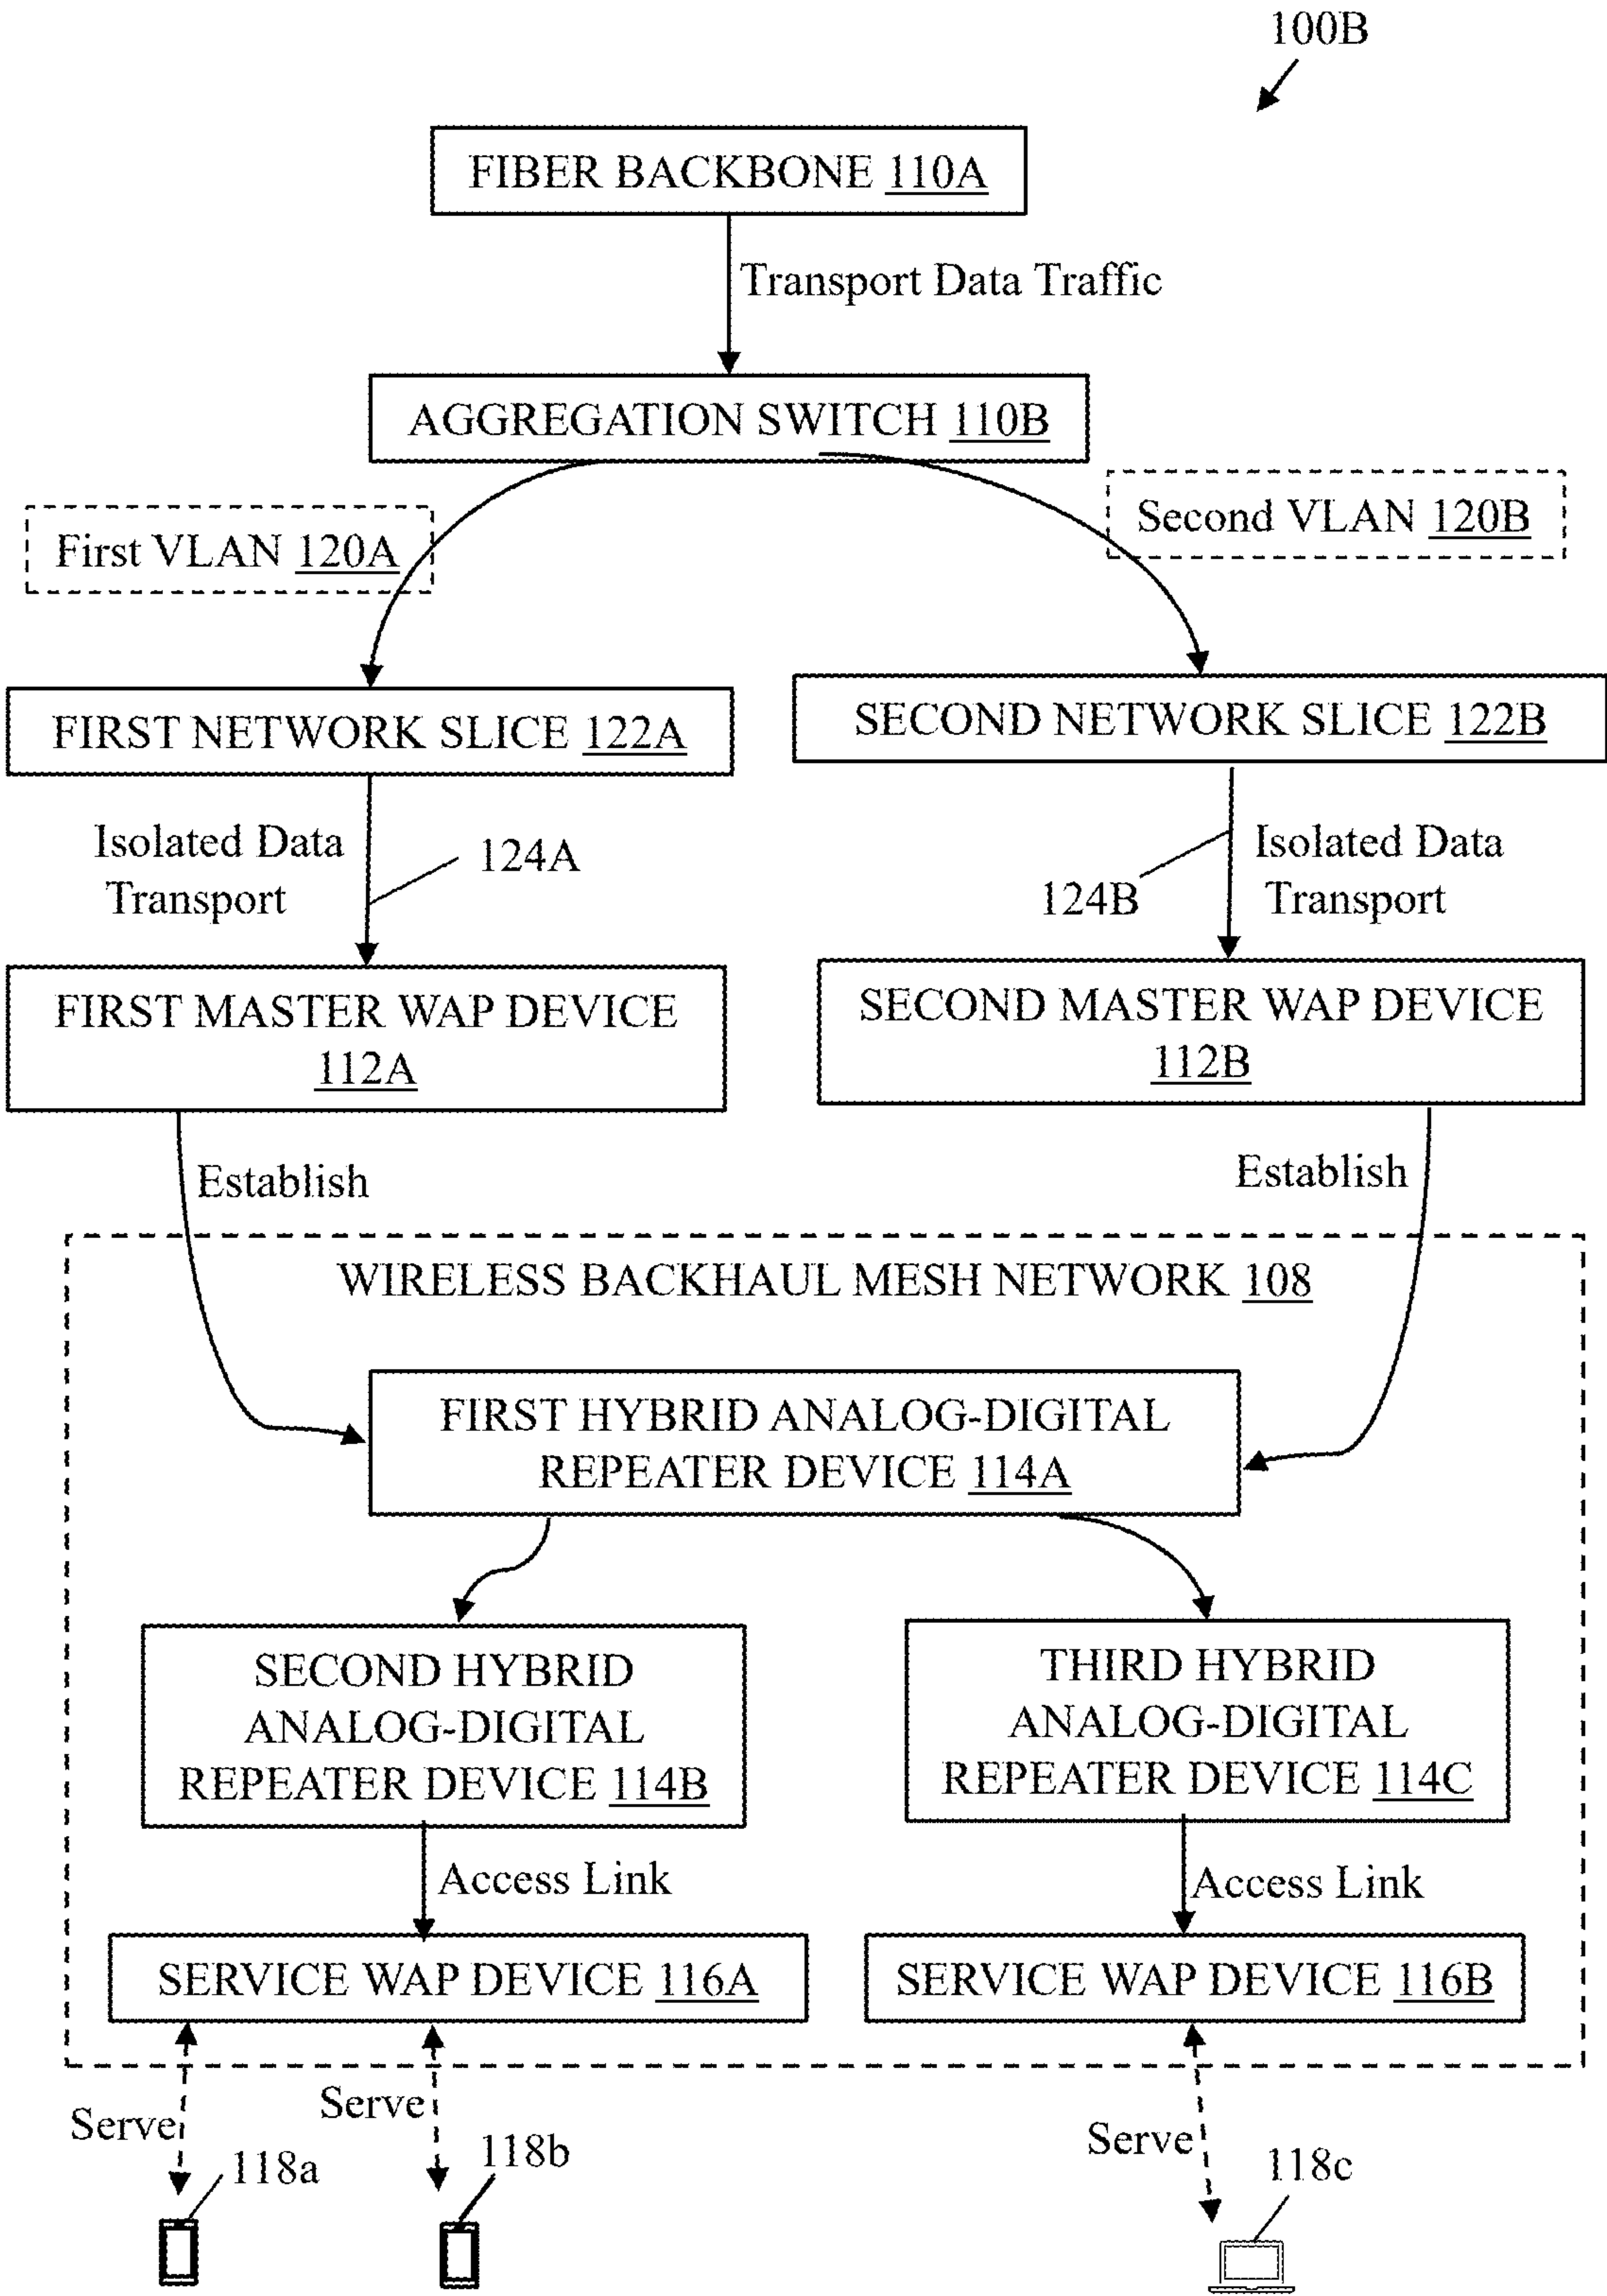 100B
FIBER BACKBONE 110A
Transport Data Traffic
AGGREGATION SWITCH 110B
First VLAN 120A
Second VLAN 120B
FIRST NETWORK SLICE 122A
SECOND NETWORK SLICE 122B
Isolated Data
Transport
124A
124B
Isolated Data
Transport
FIRST MASTER WAP DEVICE
112A
SECOND MASTER WAP DEVICE
112B
Establish
Establish
WIRELESS BACKHAUL MESH NETWORK 108
FIRST HYBRID ANALOG-DIGITAL
REPEATER DEVICE 114A
SECOND HYBRID
ANALOG-DIGITAL
REPEATER DEVICE 114B
THIRD HYBRID
ANALOG-DIGITAL
REPEATER DEVICE 114C
Access Link
Access Link
SERVICE WAP DEVICE 116A
SERVICE WAP DEVICE 116B
Serve
Serve
Serve
118a
118b
118c